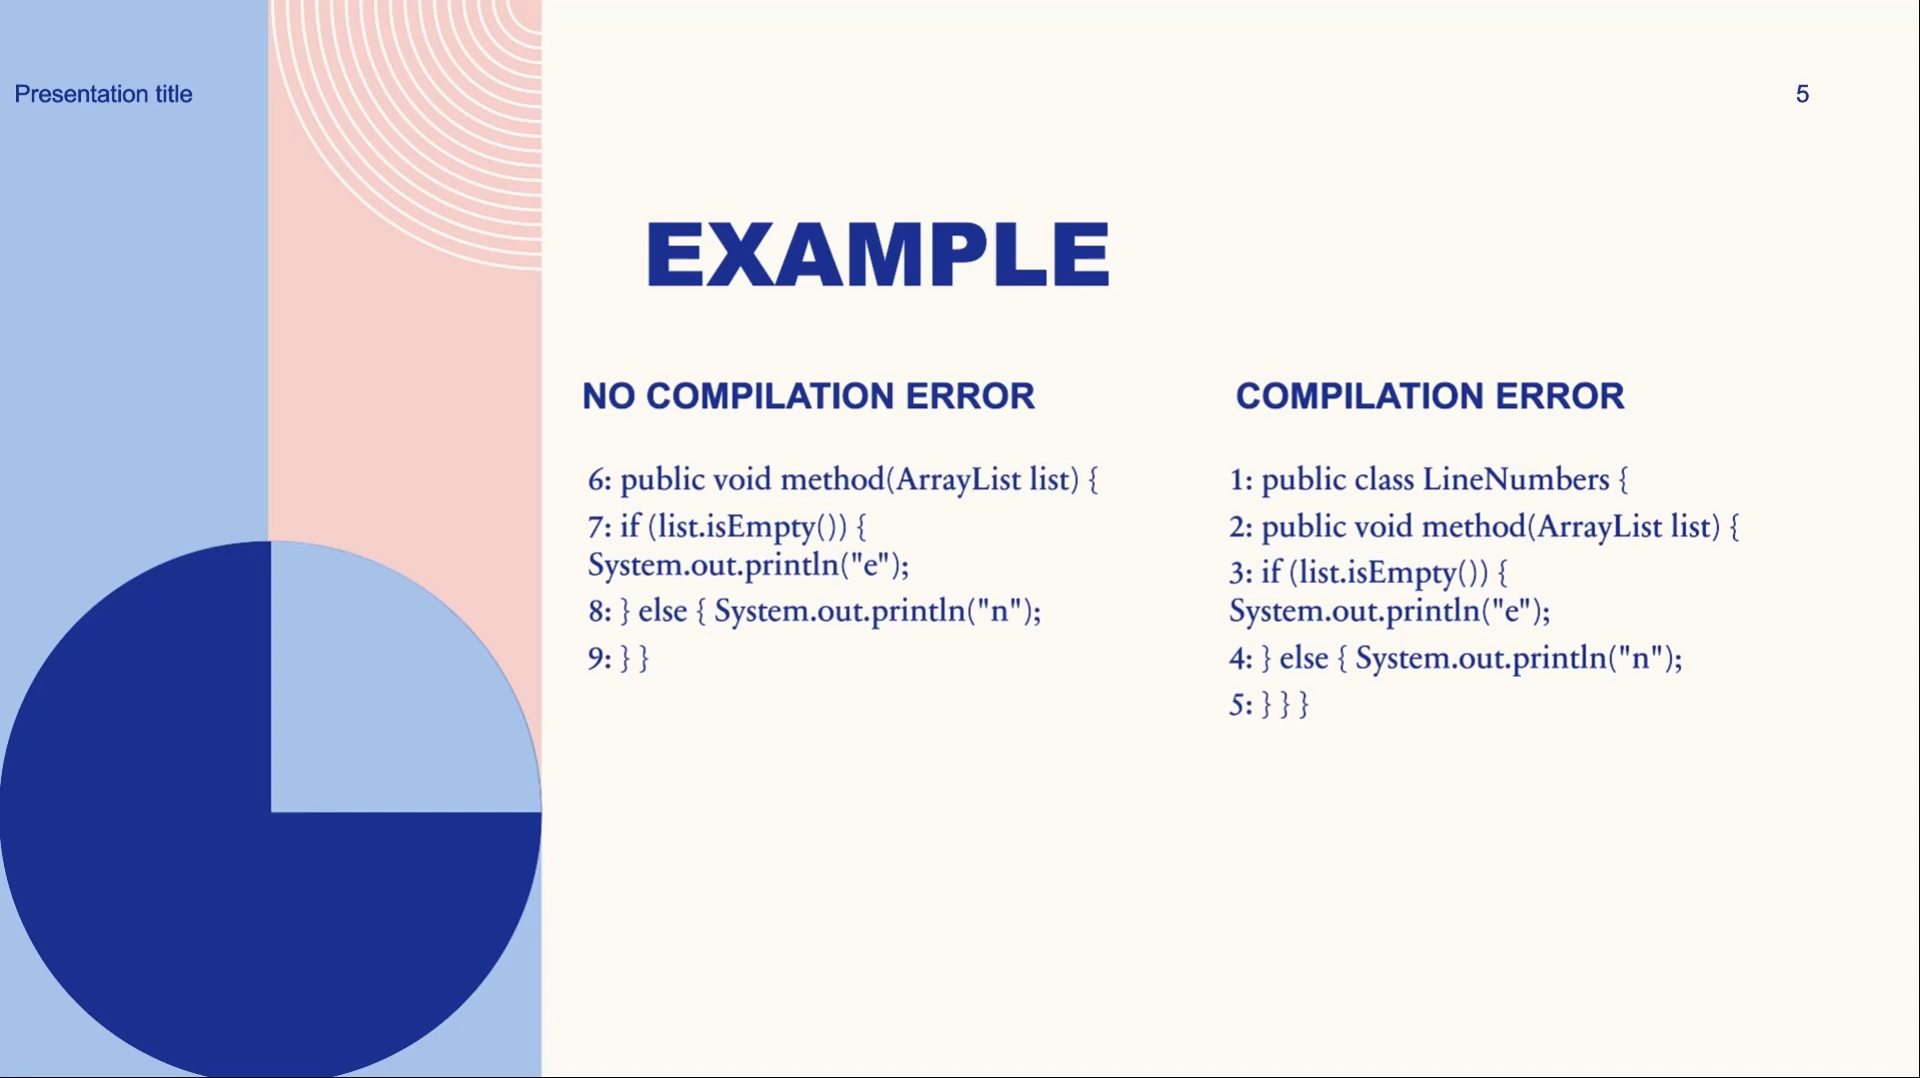 Presentation title
5
EXAMPLE
NO COMPILATION ERROR
6: public void method(ArrayList list) {
7: if (list.isEmpty()) {
System.out.println("e");
8: } else { System.out.println("n");
9: } }
COMPILATION ERROR
1: public class LineNumbers {
2: public void method(ArrayList list) {
3: if (list.isEmpty()) {
System.out.println("e");
4: } else { System.out.println("n");
5: } } }